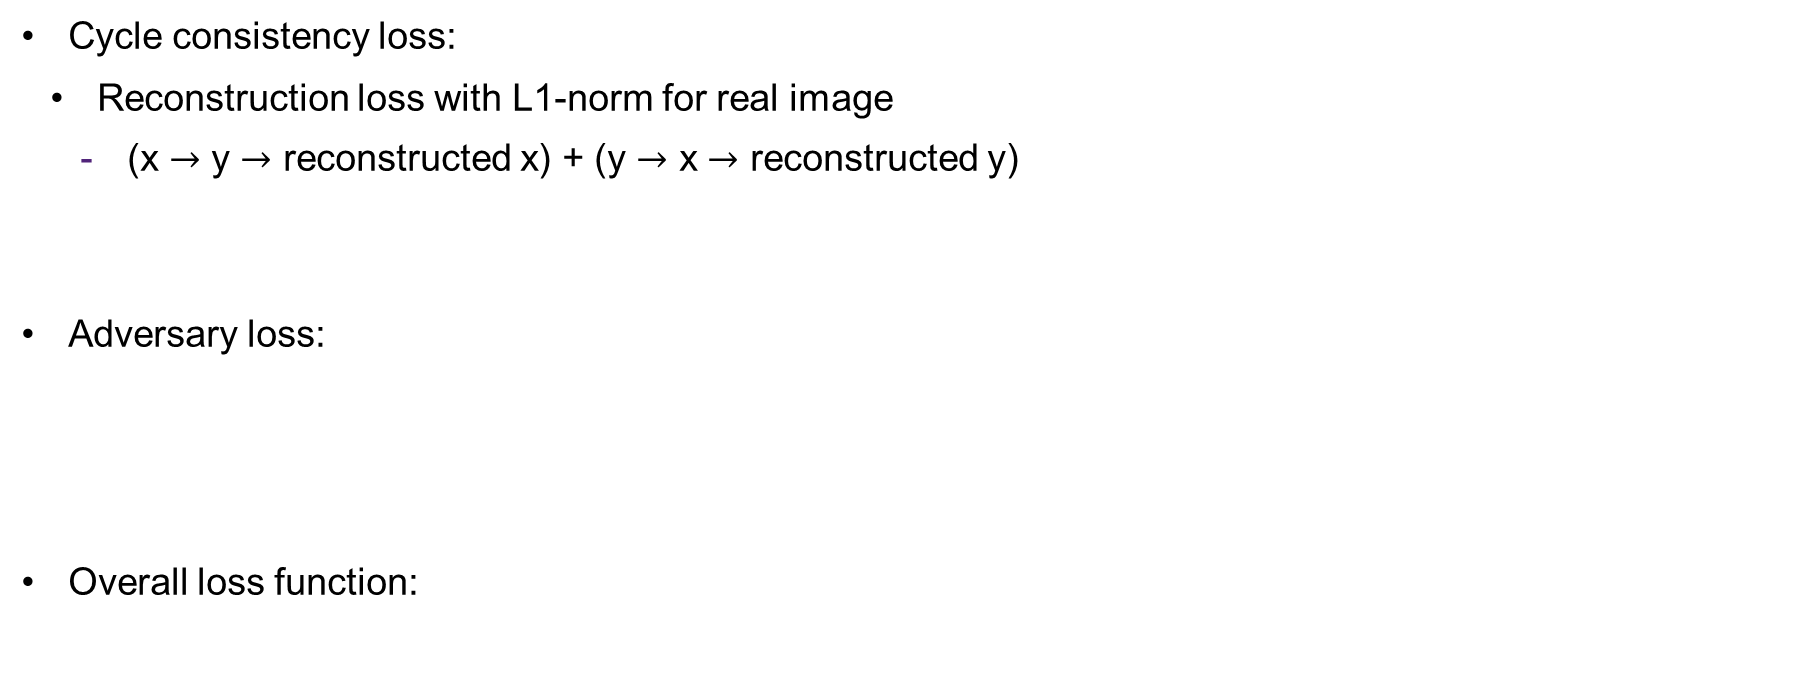 • Cycle consistency loss:
• Reconstruction loss with L1-norm for real image
- (x → y → reconstructed x) + (y → x → reconstructed y)
• Adversary loss:
• Overall loss function: